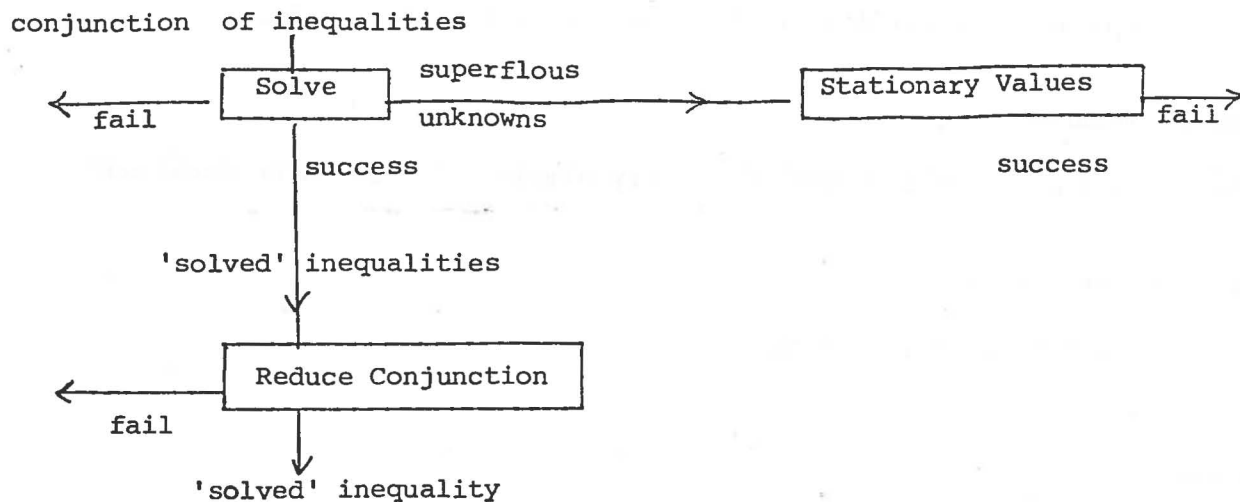 conjunction of inequalities
Solve
superflous
unknowns
Stationary Values
fail
fail
success
success
'solved' inequalities
Reduce Conjunction
fail
'solved' inequality